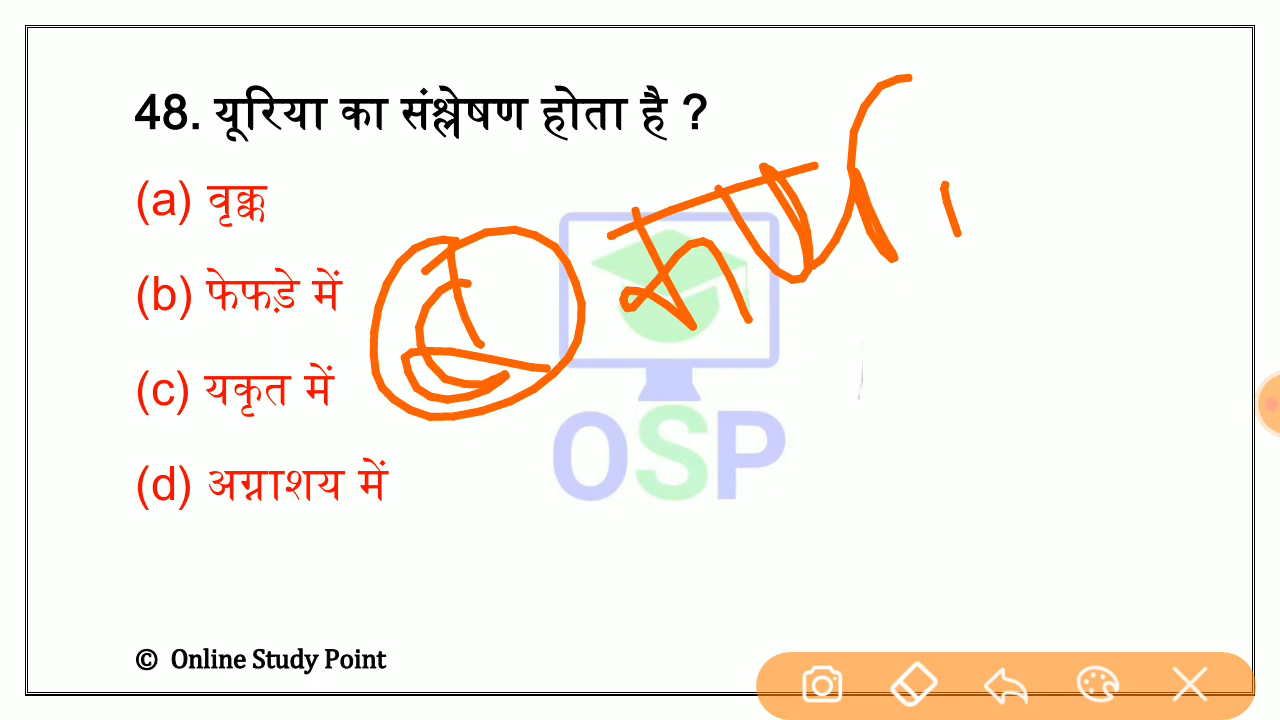 48. यूरिया का संश्लेषण होता है ?
(a) वृक्क
(b) फेफड़े में
(c) यकृत में
(d) अग्नाशय में
OSP
© Online Study Point